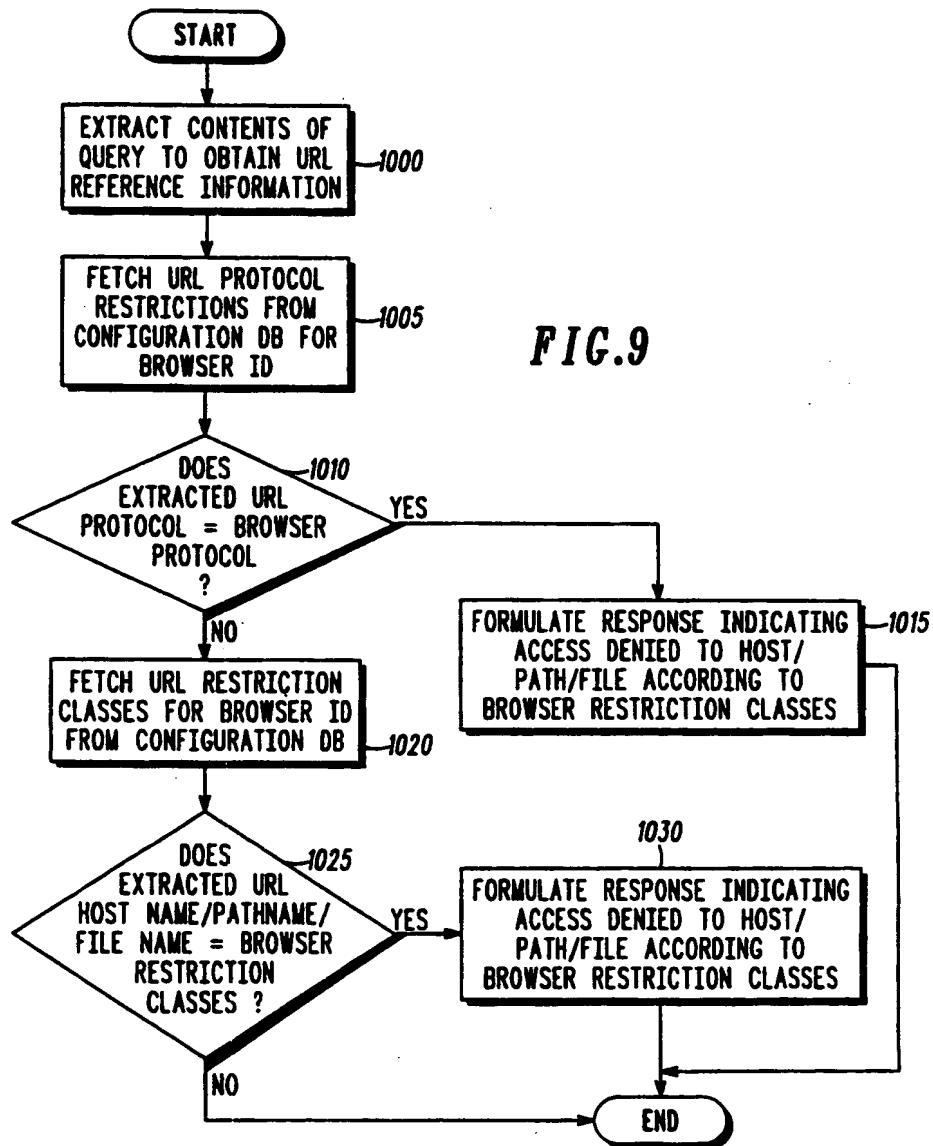 START
EXTRACT CONTENTS OF
QUERY TO OBTAIN URL
REFERENCE INFORMATION
1000
FETCH URL PROTOCOL
RESTRICTIONS FROM
CONFIGURATION DB FOR
BROWSER ID
1005
FIG.9
DOES
EXTRACTED URL
PROTOCOL = BROWSER
PROTOCOL
?
1010
YES
NO
FORMULATE RESPONSE INDICATING
ACCESS DENIED TO HOST/
PATH/FILE ACCORDING TO
BROWSER RESTRICTION CLASSES
1015
FETCH URL RESTRICTION
CLASSES FOR BROWSER ID
FROM CONFIGURATION DB
1020
DOES
EXTRACTED URL
HOST NAME/PATHNAME/
FILE NAME = BROWSER
RESTRICTION
CLASSES ?
1025
YES
1030
FORMULATE RESPONSE INDICATING
ACCESS DENIED TO HOST/
PATH/FILE ACCORDING TO
BROWSER RESTRICTION CLASSES
NO
END